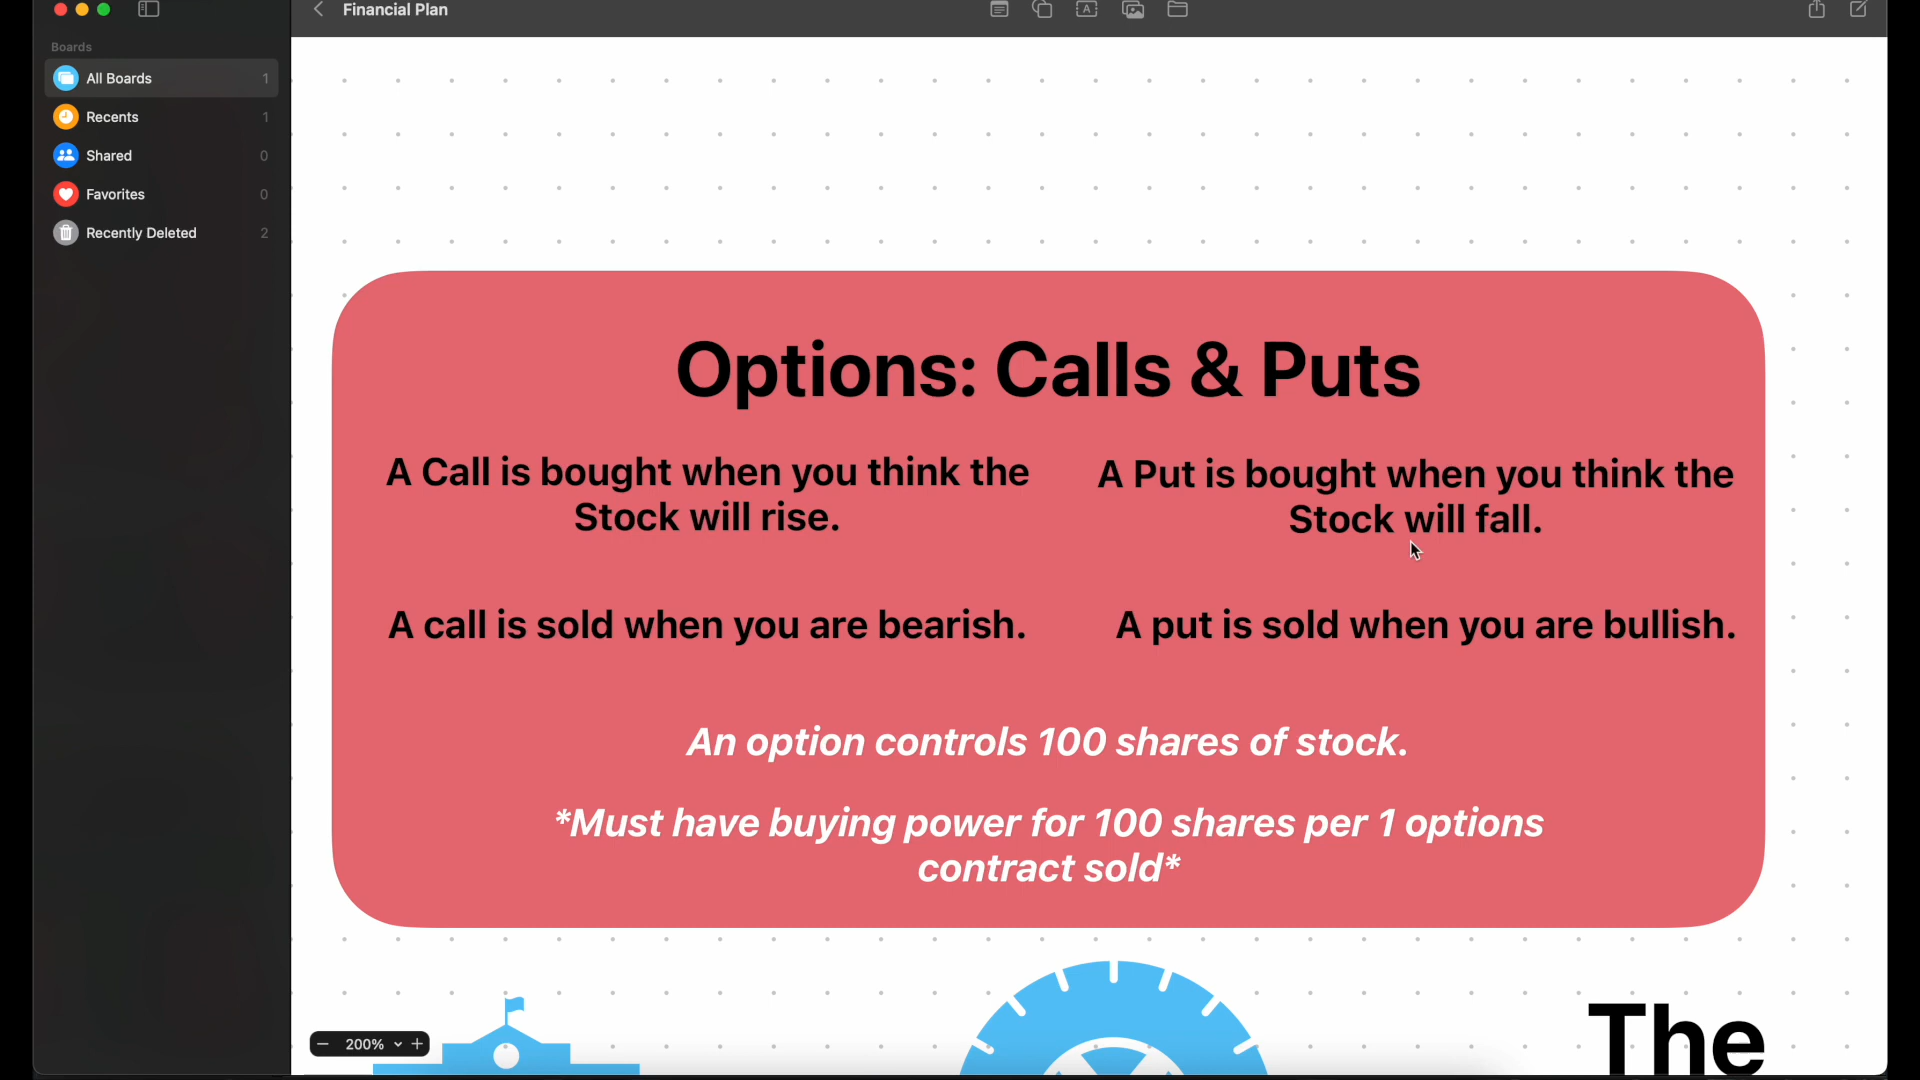 Financial Plan
Boards
All Boards 1
Recents 1
Shared 0
Favorites 0
Recently Deleted 2
Options: Calls & Puts
A Call is bought when you think the
Stock will rise.
A Put is bought when you think the
Stock will fall.
A call is sold when you are bearish.
A put is sold when you are bullish.
An option controls 100 shares of stock.
*Must have buying power for 100 shares per 1 options
contract sold*
The
200%